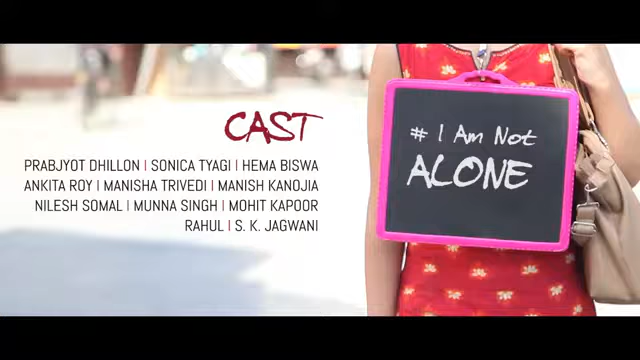 CAST
PRABJYOT DHILLON | SONICA TYAGI | HEMA BISWA
ANKITA ROY | MANISHA TRIVEDI | MANISH KANOJIA
NILESH SOMAL | MUNNA SINGH | MOHIT KAPOOR
RAHUL | S. K. JAGWANI
# I Am Not
ALONE